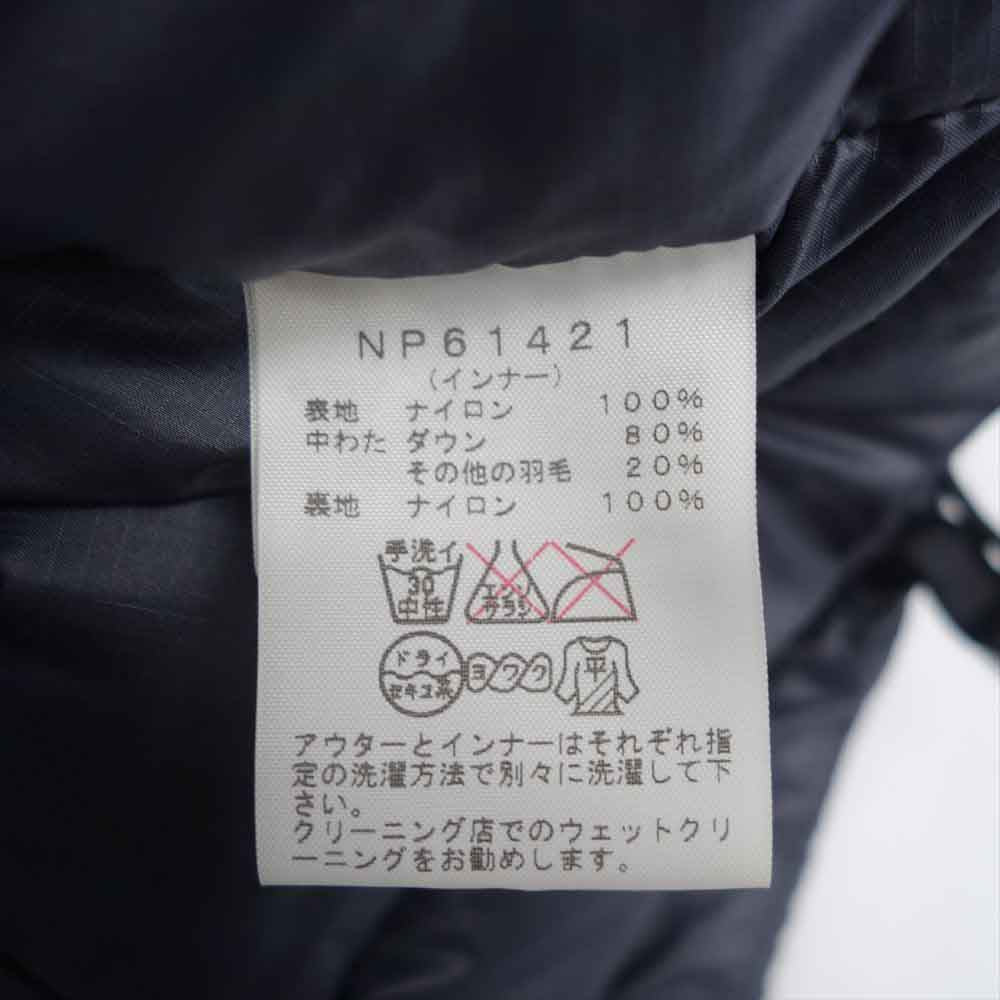 NP61421
(インナー)
表地 ナイロン 100%
中わた ダウン 80%
その他の羽毛 20%
裏地 ナイロン 100%
手洗イ
30
中性
エンソ
サラシ
ドライ
セキユ系
ヨワク
平
アウターとインナーはそれぞれ指
定の洗濯方法で別々に洗濯して下
さい。
クリーニング店でのウェットクリ
ーニングをお勧めします。